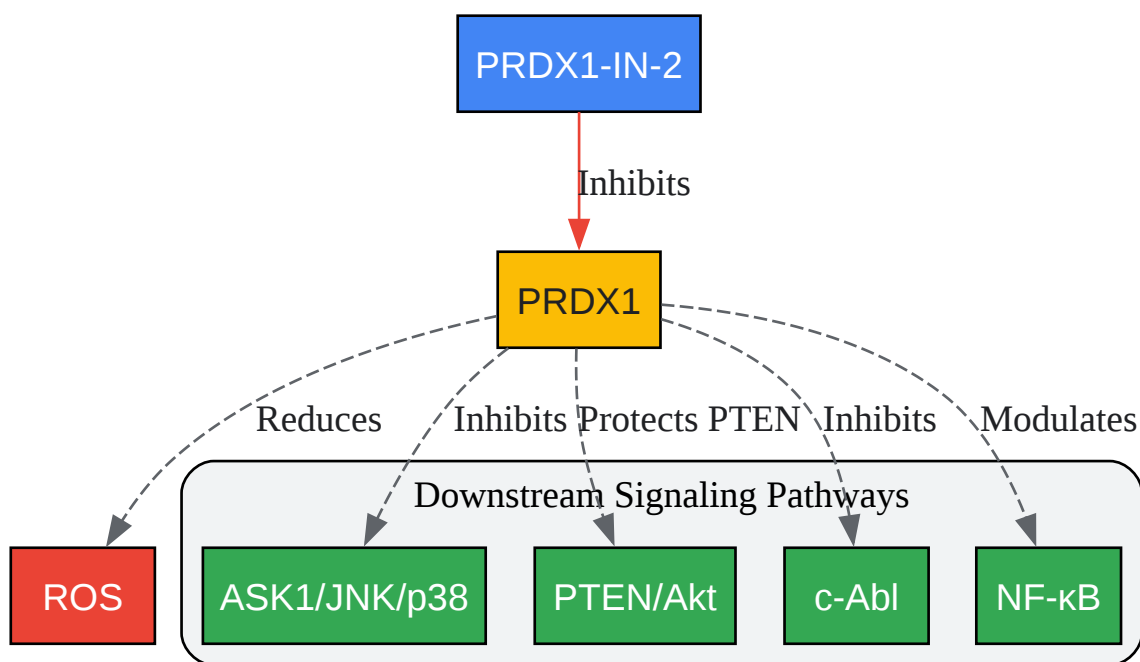 PRDX1-IN-2
Inhibits
PRDX1
Reduces
Inhibits
Protects PTEN
Inhibits
Modulates
Downstream Signaling Pathways
ROS
ASK1/JNK/p38
PTEN/Akt
c-Abl
NF-κB